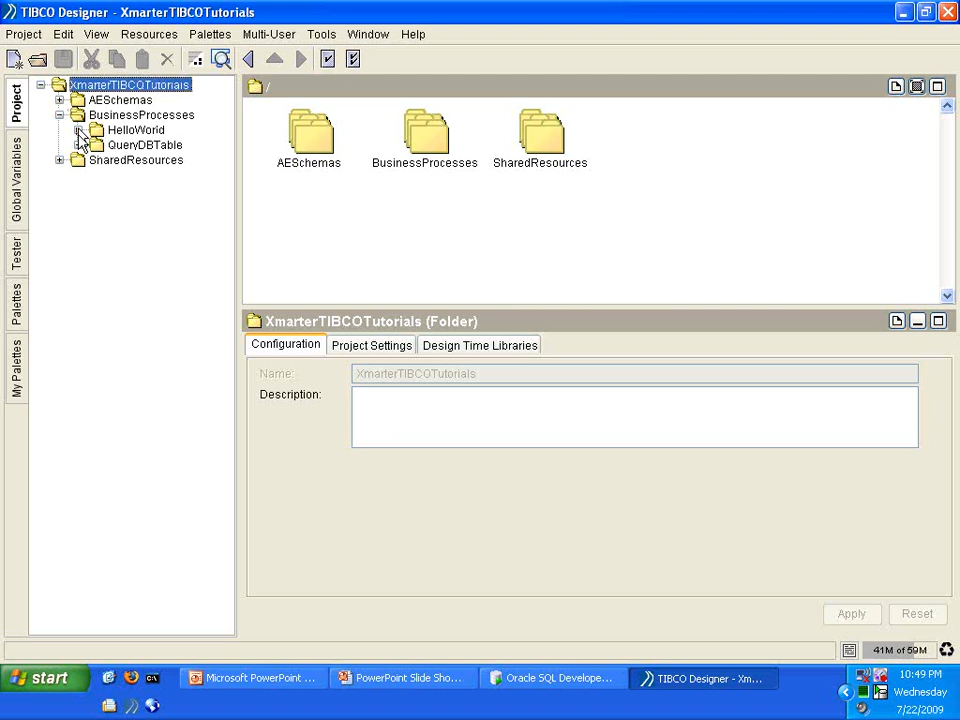 TIBCO Designer - XmarterTIBCOTutorials
Project Edit View Resources Palettes Multi-User Tools Window Help
Project
Global Variables
Tester
Palettes
My Palettes
XmarterTIBCOTutorials
AESchemas
BusinessProcesses
HelloWorld
QueryDBTable
SharedResources
/
AESchemas BusinessProcesses SharedResources
XmarterTIBCOTutorials (Folder)
Configuration Project Settings Design Time Libraries
Name: XmarterTIBCOTutorials
Description:
Apply Reset
41M of 59M
start Microsoft PowerPoint ... PowerPoint Slide Sho... Oracle SQL Develope... TIBCO Designer - Xm...
10:49 PM
Wednesday
7/22/2009